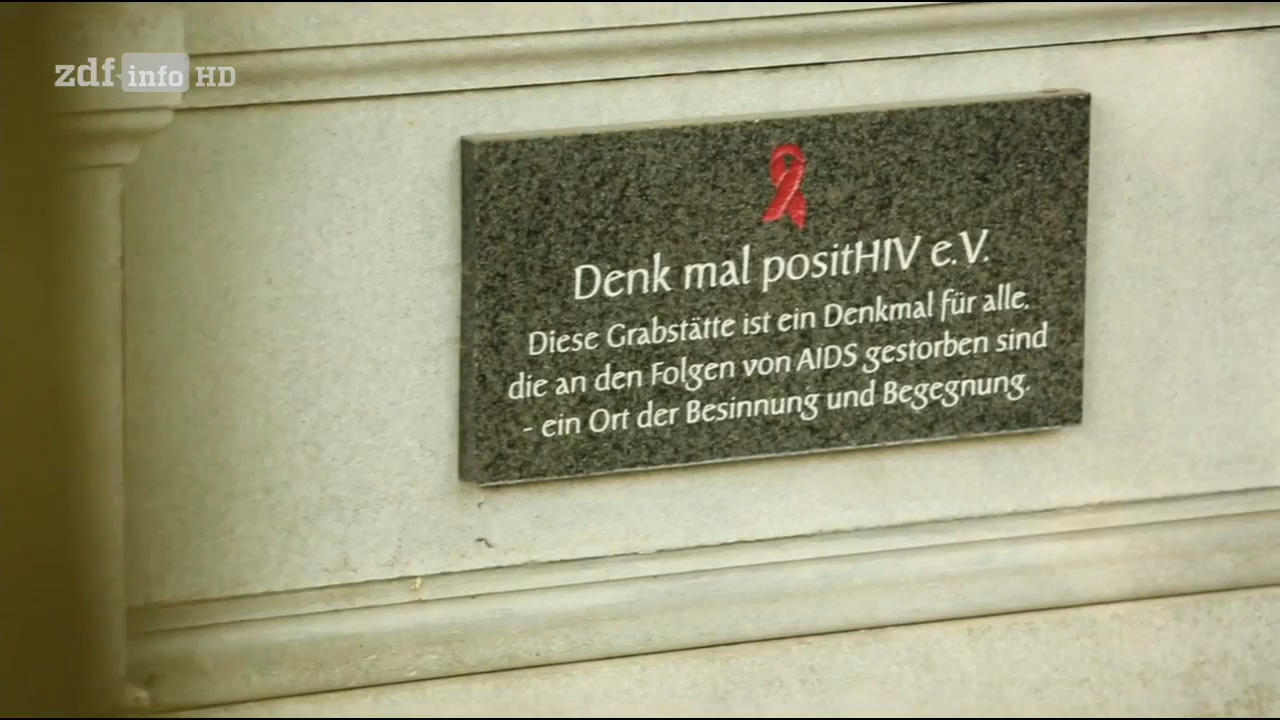 zdf info HD
Denk mal positHIV e.V.
Diese Grabstätte ist ein Denkmal für alle,
die an den Folgen von AIDS gestorben sind
- ein Ort der Besinnung und Begegnung.